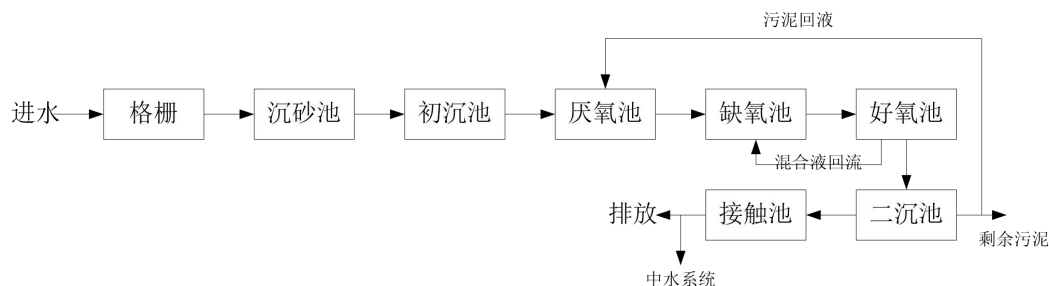 污泥回液
进水
格栅
沉砂池
初沉池
厌氧池
缺氧池
好氧池
混合液回流
排放
接触池
二沉池
剩余污泥
中水系统